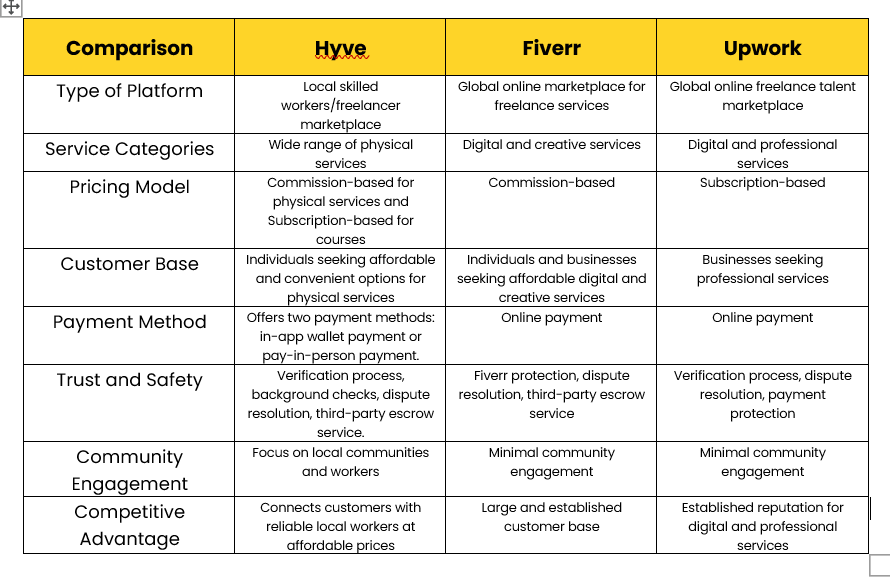 Comparison Hyve Fiverr Upwork
Type of Platform
Local skilled
workers/freelancer
marketplace
Global online marketplace for
freelance services
Global online freelance talent
marketplace
Service Categories
Wide range of physical
services
Digital and creative services
Digital and professional
services
Pricing Model
Commission-based for
physical services and
Subscription-based for
courses
Commission-based
Subscription-based
Customer Base
Individuals seeking affordable
and convenient options for
physical services
Individuals and businesses
seeking affordable digital and
creative services
Businesses seeking
professional services
Payment Method
Offers two payment methods:
in-app wallet payment or
pay-in-person payment.
Online payment
Online payment
Trust and Safety
Verification process,
background checks, dispute
resolution, third-party escrow
service.
Fiverr protection, dispute
resolution, third-party escrow
service
Verification process, dispute
resolution, payment
protection
Community
Engagement
Focus on local communities
and workers
Minimal community
engagement
Minimal community
engagement
Competitive
Advantage
Connects customers with
reliable local workers at
affordable prices
Large and established
customer base
Established reputation for
digital and professional
services